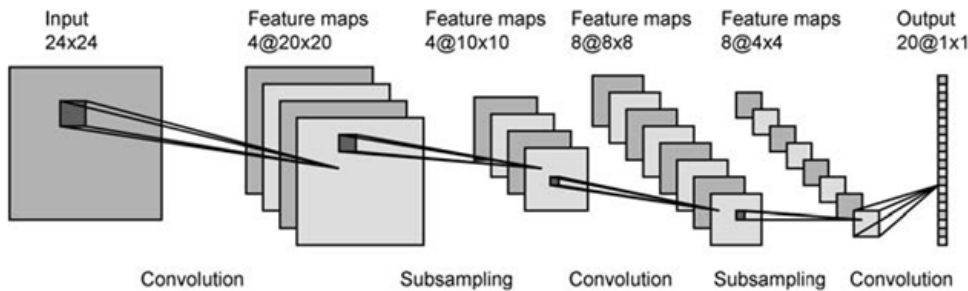 Input
24x24
Feature maps
4@20x20
Feature maps
4@10x10
Feature maps
8@8x8
Feature maps
8@4x4
Output
20@1x1
Convolution
Subsampling
Convolution
Subsampling
Convolution